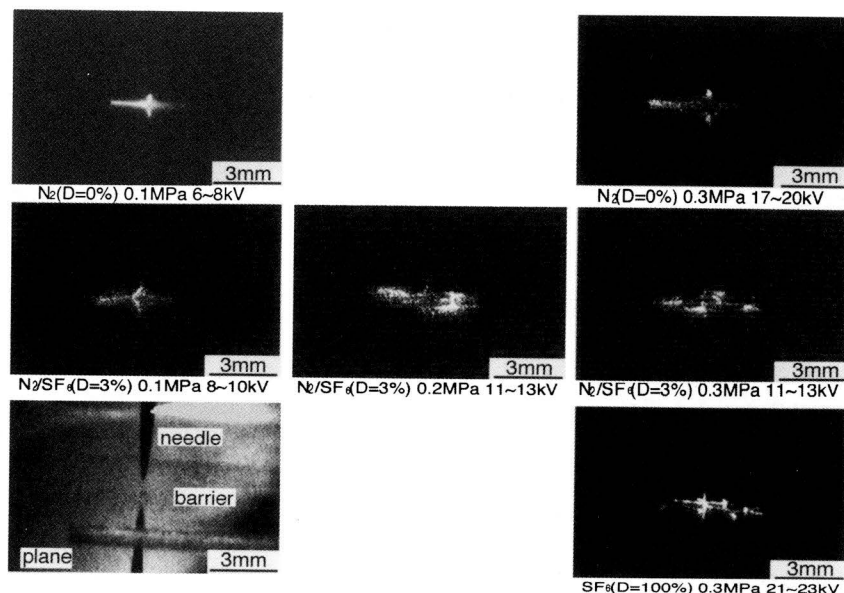 3mm
N₂(D=0%) 0.1MPa 6~8kV
3mm
N₂(D=0%) 0.3MPa 17~20kV
3mm
N₂/SF₆(D=3%) 0.1MPa 8~10kV
3mm
N₂/SF₆(D=3%) 0.2MPa 11~13kV
3mm
N₂/SF₆(D=3%) 0.3MPa 11~13kV
needle
barrier
plane
3mm
3mm
SF₆(D=100%) 0.3MPa 21~23kV